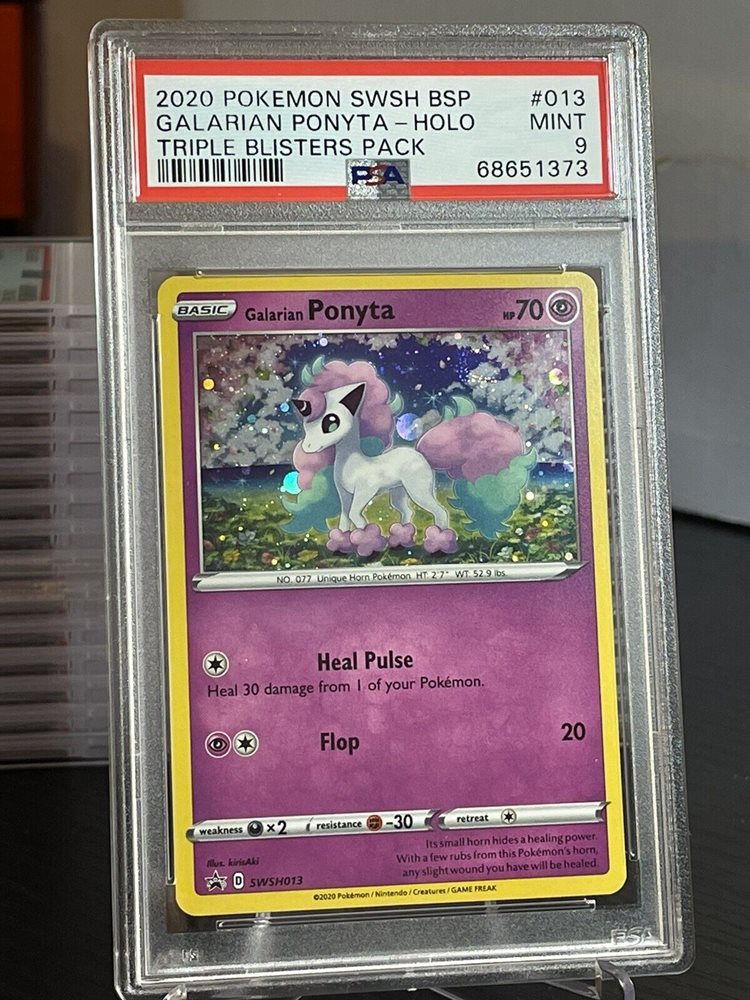 2020 POKEMON SWSH BSP #013
GALARIAN PONYTA - HOLO MINT
TRIPLE BLISTERS PACK 9
PSA 68651373
BASIC Galarian Ponyta HP 70
NO. 077 Unique Horn Pokémon HT 2'7" WT 52.9 lbs.
Heal Pulse
Heal 30 damage from 1 of your Pokémon.
Flop 20
weakness ×2 resistance -30 retreat
Its small horn hides a healing power.
With a few rubs from this Pokémon's horn,
any slight wound you have will be healed.
Illus. kirisAki
D SWSH013
©2020 Pokémon / Nintendo / Creatures / GAME FREAK
PSA